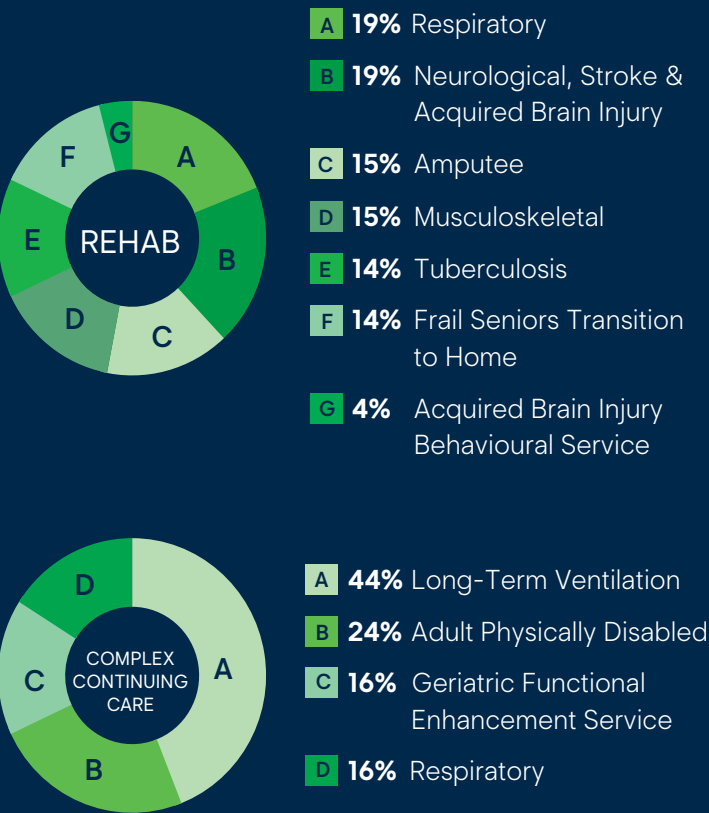 A 19% Respiratory
B 19% Neurological, Stroke &
Acquired Brain Injury
C 15% Amputee
D 15% Musculoskeletal
E 14% Tuberculosis
F 14% Frail Seniors Transition
to Home
G 4% Acquired Brain Injury
Behavioural Service
REHAB
A
B
C
D
E
F
G
A 44% Long-Term Ventilation
B 24% Adult Physically Disabled
C 16% Geriatric Functional
Enhancement Service
D 16% Respiratory
COMPLEX
CONTINUING
CARE
A
B
C
D